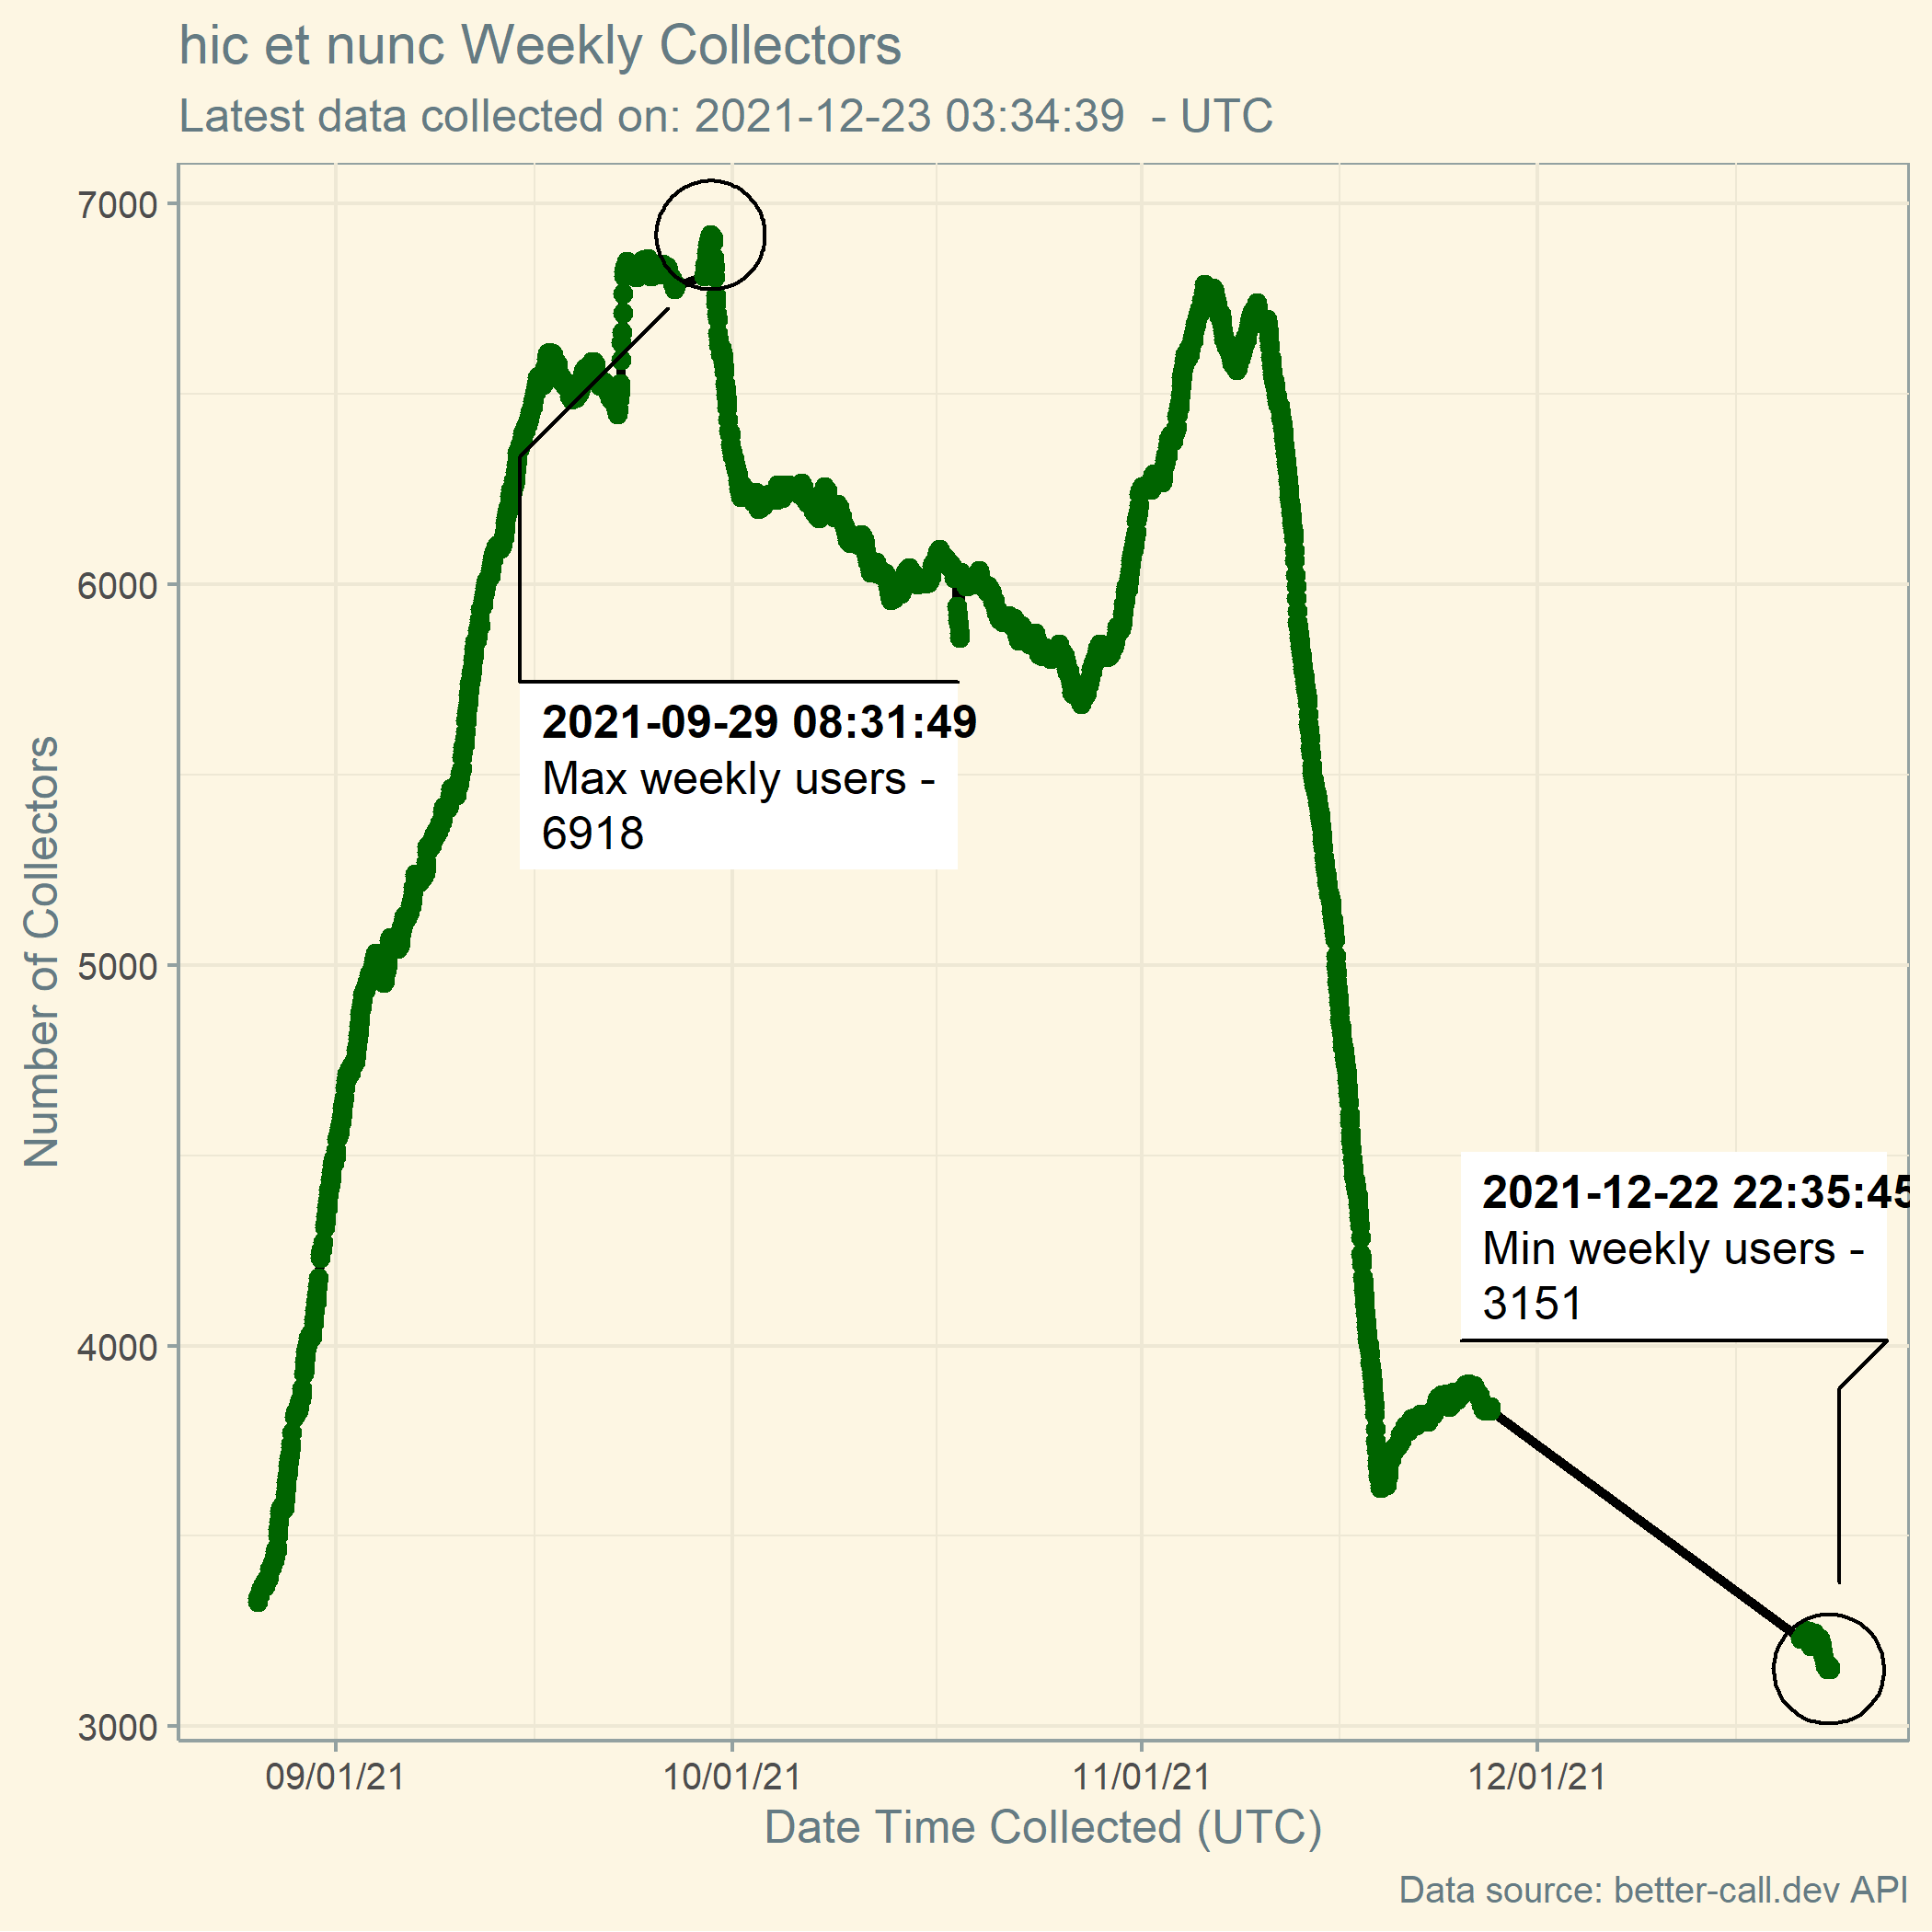 hic et nunc Weekly Collectors
Latest data collected on: 2021-12-23 03:34:39  - UTC
Number of Collectors
7000
6000
5000
4000
3000
2021-09-29 08:31:49
Max weekly users -
6918
2021-12-22 22:35:45
Min weekly users -
3151
09/01/21
10/01/21
11/01/21
12/01/21
Date Time Collected (UTC)
Data source: better-call.dev API